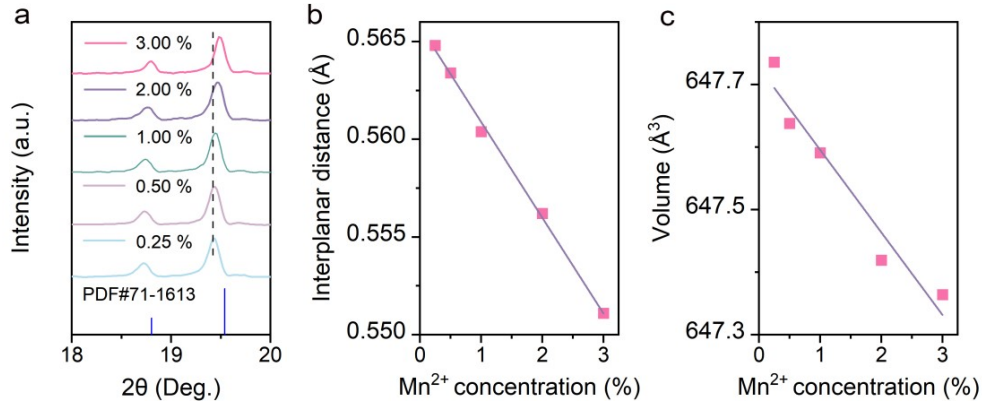 a
Intensity (a.u.)
3.00 %
2.00 %
1.00 %
0.50 %
0.25 %
PDF#71-1613
18 19 20
2θ (Deg.)
b
Interplanar distance (Å)
0.565
0.560
0.555
0.550
0 1 2 3
Mn²⁺ concentration (%)
c
Volume (Å³)
647.7
647.5
647.3
0 1 2 3
Mn²⁺ concentration (%)